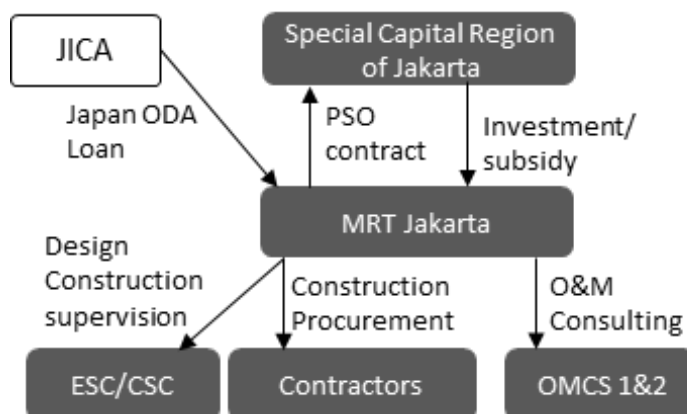 JICA
Special Capital Region
of Jakarta
Japan ODA
Loan
PSO
contract
Investment/
subsidy
MRT Jakarta
Design
Construction
supervision
Construction
Procurement
O&M
Consulting
ESC/CSC
Contractors
OMCS 1&2